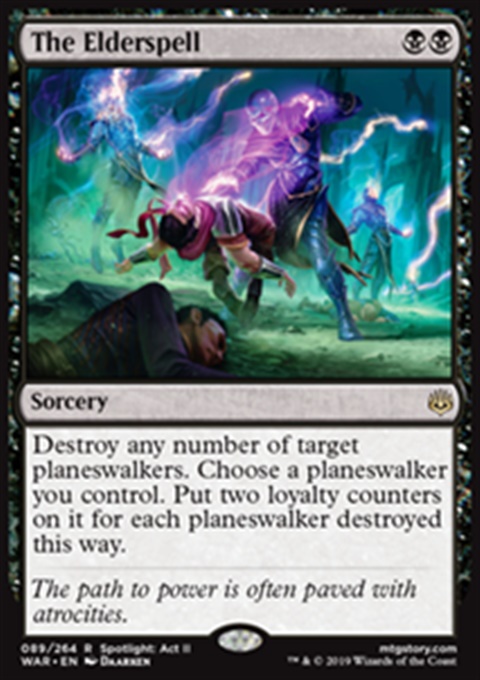 The Elderspell
Sorcery
Destroy any number of target
planeswalkers. Choose a planeswalker
you control. Put two loyalty counters
on it for each planeswalker destroyed
this way.
The path to power is often paved with
atrocities.
089/264 R Spotlight: Act II
mtgstory.com
WAR • EN DAARKEN
™ & © 2019 Wizards of the Coast